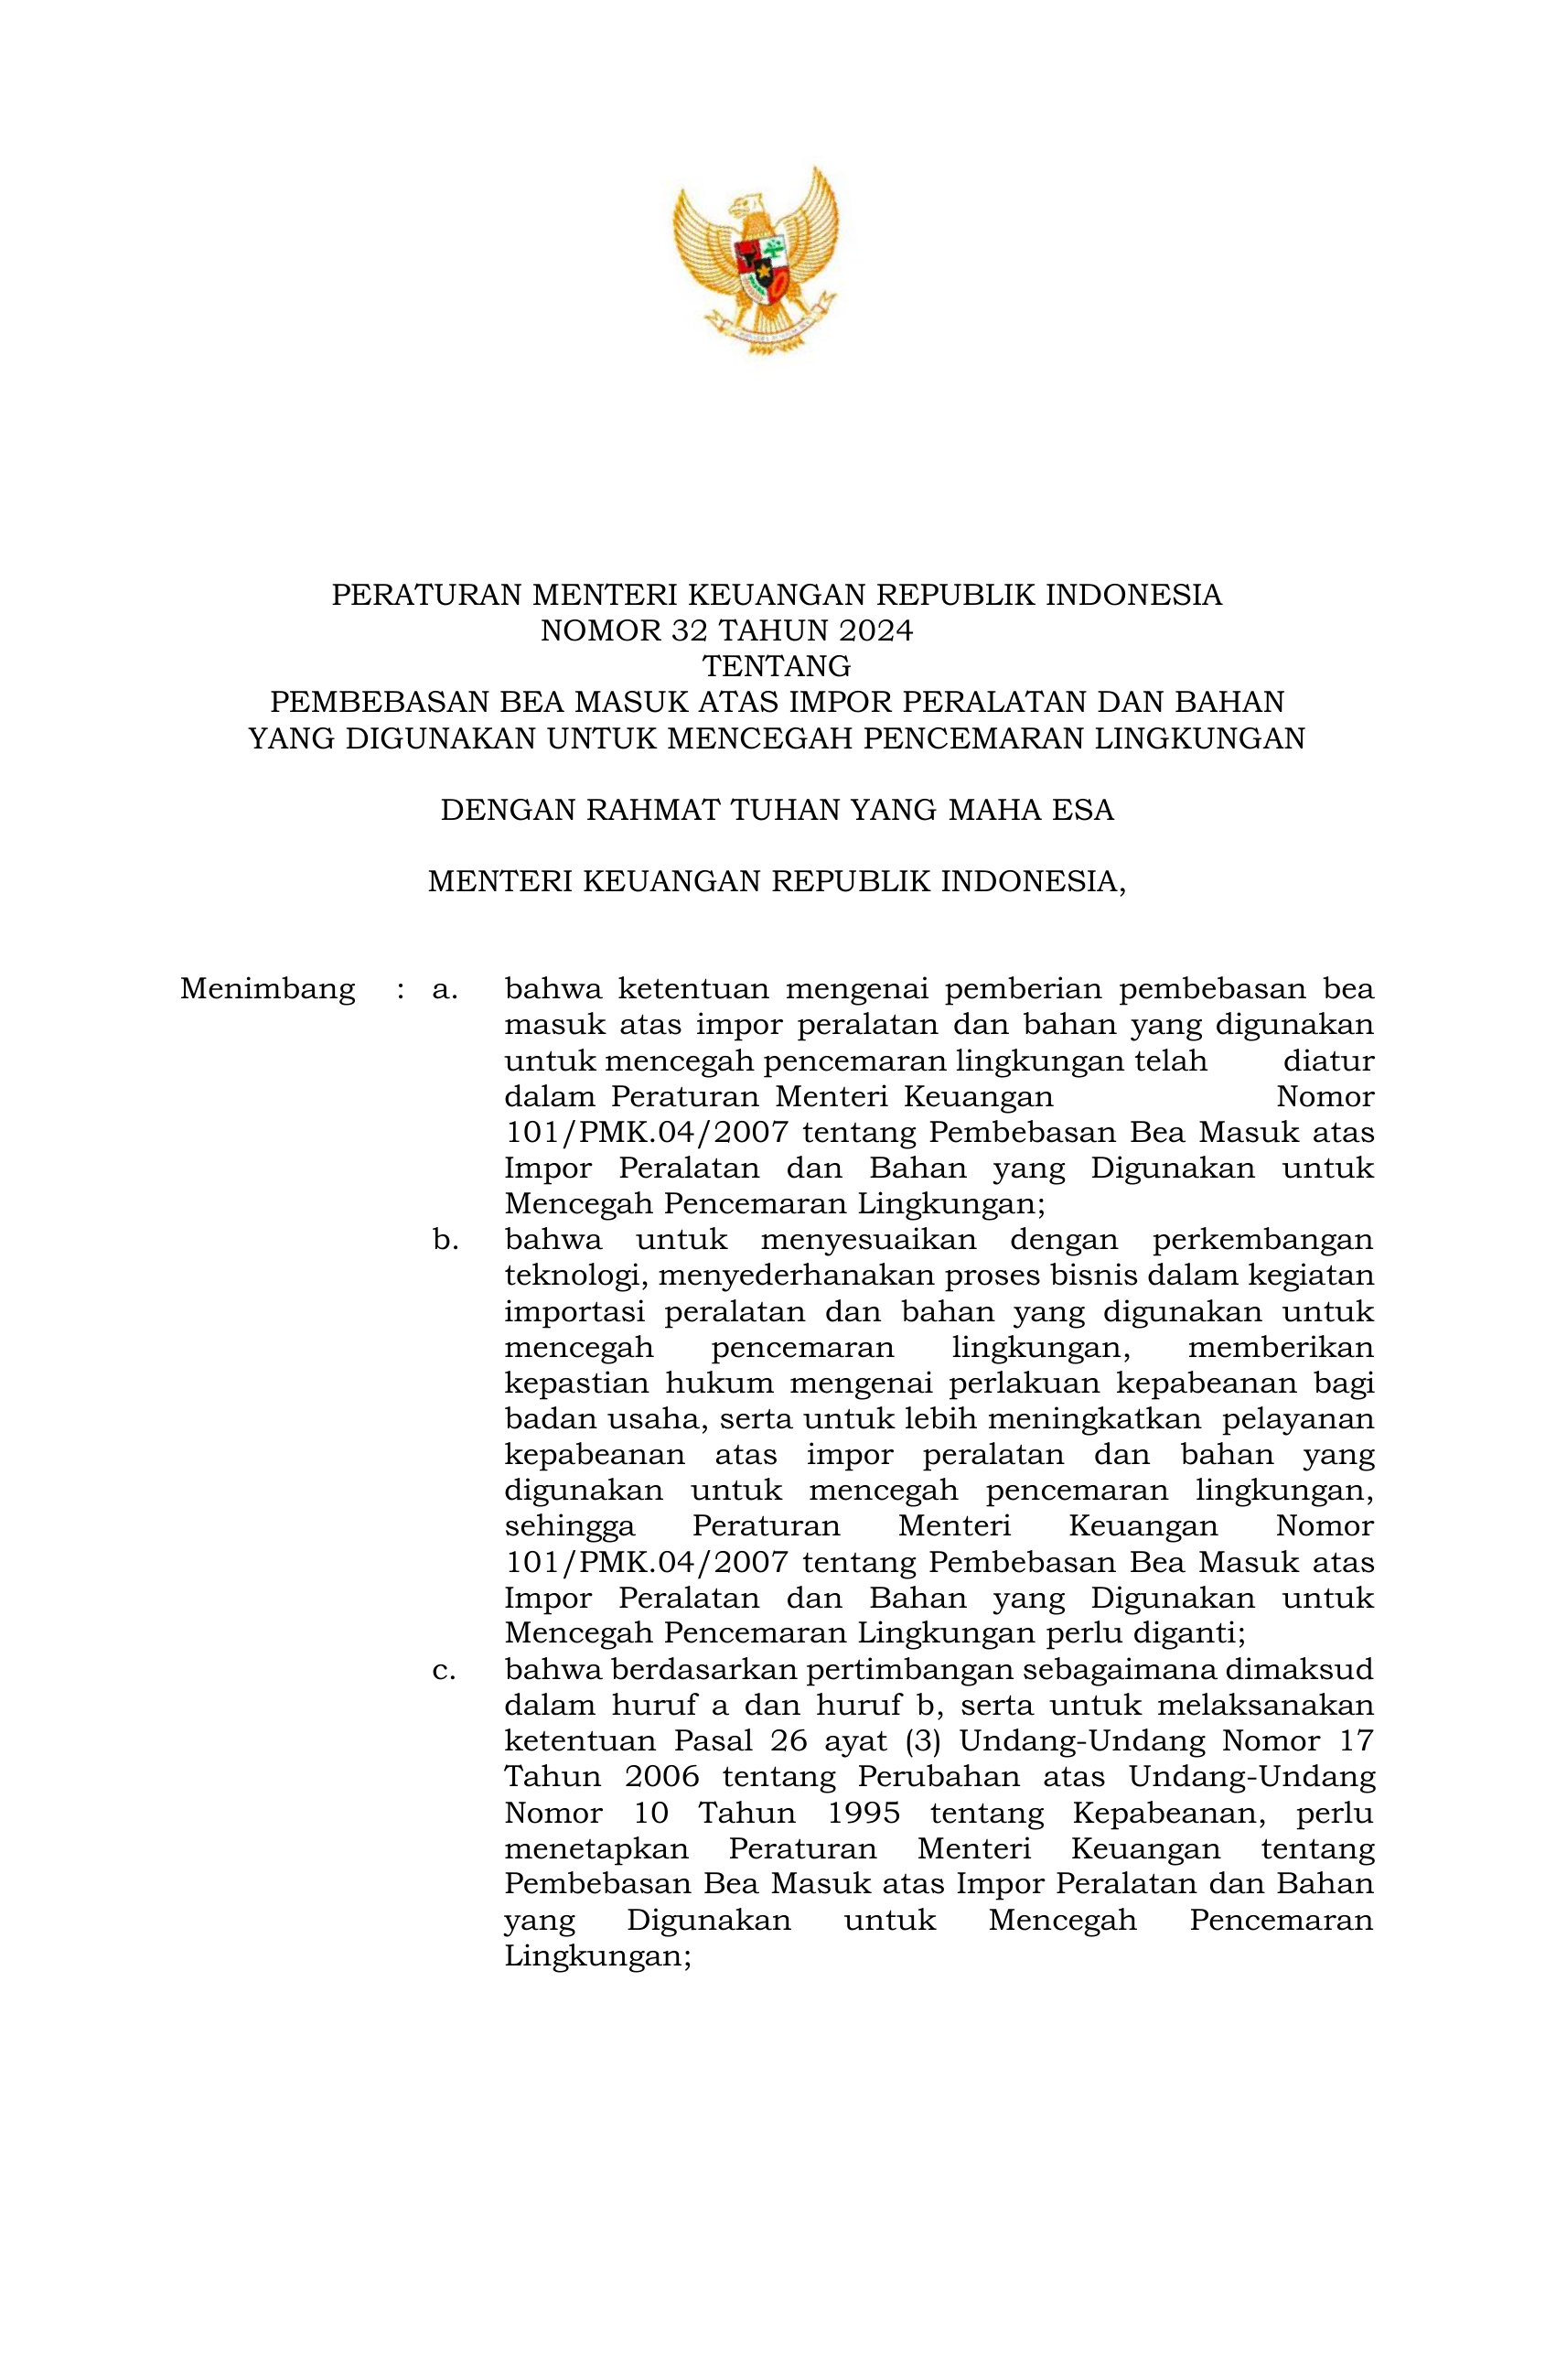 PERATURAN MENTERI KEUANGAN REPUBLIK INDONESIA
NOMOR 32 TAHUN 2024
TENTANG
PEMBEBASAN BEA MASUK ATAS IMPOR PERALATAN DAN BAHAN
YANG DIGUNAKAN UNTUK MENCEGAH PENCEMARAN LINGKUNGAN
DENGAN RAHMAT TUHAN YANG MAHA ESA
MENTERI KEUANGAN REPUBLIK INDONESIA,
Menimbang : a. bahwa ketentuan mengenai pemberian pembebasan bea
masuk atas impor peralatan dan bahan yang digunakan
untuk mencegah pencemaran lingkungan telah diatur
dalam Peraturan Menteri Keuangan Nomor
101/PMK.04/2007 tentang Pembebasan Bea Masuk atas
Impor Peralatan dan Bahan yang Digunakan untuk
Mencegah Pencemaran Lingkungan;
b. bahwa untuk menyesuaikan dengan perkembangan
teknologi, menyederhanakan proses bisnis dalam kegiatan
importasi peralatan dan bahan yang digunakan untuk
mencegah pencemaran lingkungan, memberikan
kepastian hukum mengenai perlakuan kepabeanan bagi
badan usaha, serta untuk lebih meningkatkan pelayanan
kepabeanan atas impor peralatan dan bahan yang
digunakan untuk mencegah pencemaran lingkungan,
sehingga Peraturan Menteri Keuangan Nomor
101/PMK.04/2007 tentang Pembebasan Bea Masuk atas
Impor Peralatan dan Bahan yang Digunakan untuk
Mencegah Pencemaran Lingkungan perlu diganti;
c. bahwa berdasarkan pertimbangan sebagaimana dimaksud
dalam huruf a dan huruf b, serta untuk melaksanakan
ketentuan Pasal 26 ayat (3) Undang-Undang Nomor 17
Tahun 2006 tentang Perubahan atas Undang-Undang
Nomor 10 Tahun 1995 tentang Kepabeanan, perlu
menetapkan Peraturan Menteri Keuangan tentang
Pembebasan Bea Masuk atas Impor Peralatan dan Bahan
yang Digunakan untuk Mencegah Pencemaran
Lingkungan;